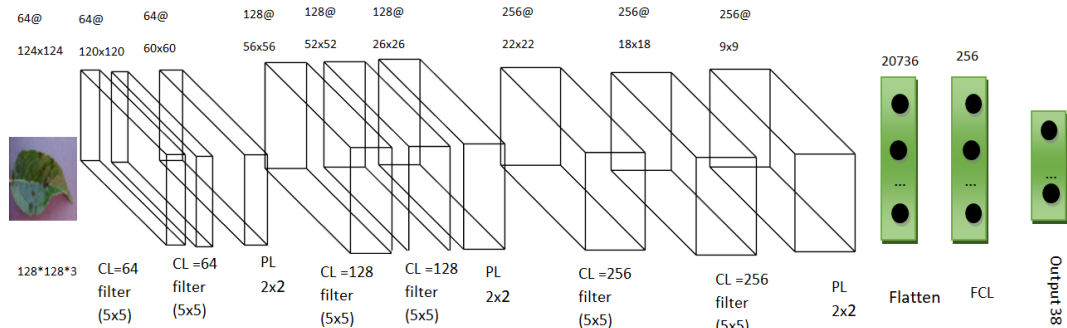 64@ 64@ 64@ 128@ 128@ 128@ 256@ 256@ 256@
124x124 120x120 60x60 56x56 52x52 26x26 22x22 18x18 9x9 20736 256
128*128*3
CL=64
filter
(5x5)
CL =64
filter
(5x5)
PL
2x2
CL =128
filter
(5x5)
CL =128
filter
(5x5)
PL
2x2
CL =256
filter
(5x5)
CL =256
filter
(5x5)
PL
2x2
...
Flatten
...
FCL
...
Output 38